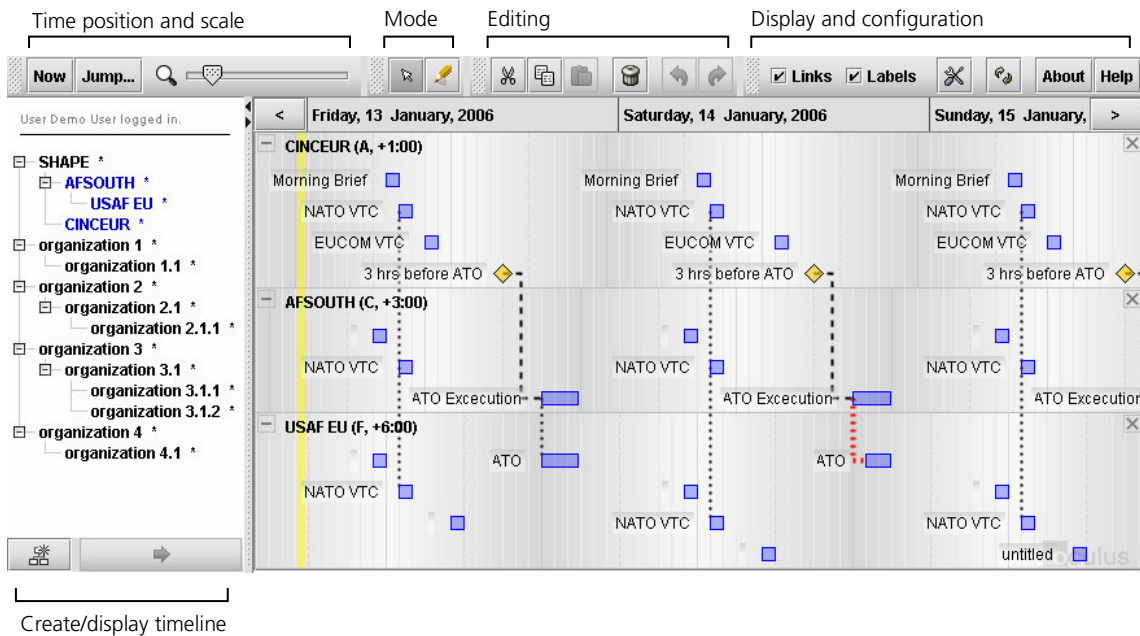 Time position and scale
Mode
Editing
Display and configuration
Now
Jump...
Links
Labels
About
Help
User Demo User logged in.
<
Friday, 13 January, 2006
Saturday, 14 January, 2006
Sunday, 15 January,
>
SHAPE *
AFSOUTH *
USAF EU *
CINCEUR *
organization 1 *
organization 1.1 *
organization 2 *
organization 2.1 *
organization 2.1.1 *
organization 3 *
organization 3.1 *
organization 3.1.1 *
organization 3.1.2 *
organization 4 *
organization 4.1 *
CINCEUR (A, +1:00)
Morning Brief
Morning Brief
Morning Brief
NATO VTC
NATO VTC
NATO VTC
EUCOM VTC
EUCOM VTC
EUCOM VTC
3 hrs before ATO
3 hrs before ATO
3 hrs before ATO
AFSOUTH (C, +3:00)
NATO VTC
NATO VTC
NATO VTC
ATO Excecution
ATO Excecution
ATO Execution
USAF EU (F, +6:00)
ATO
ATO
NATO VTC
NATO VTC
NATO VTC
untitled
Create/display timeline